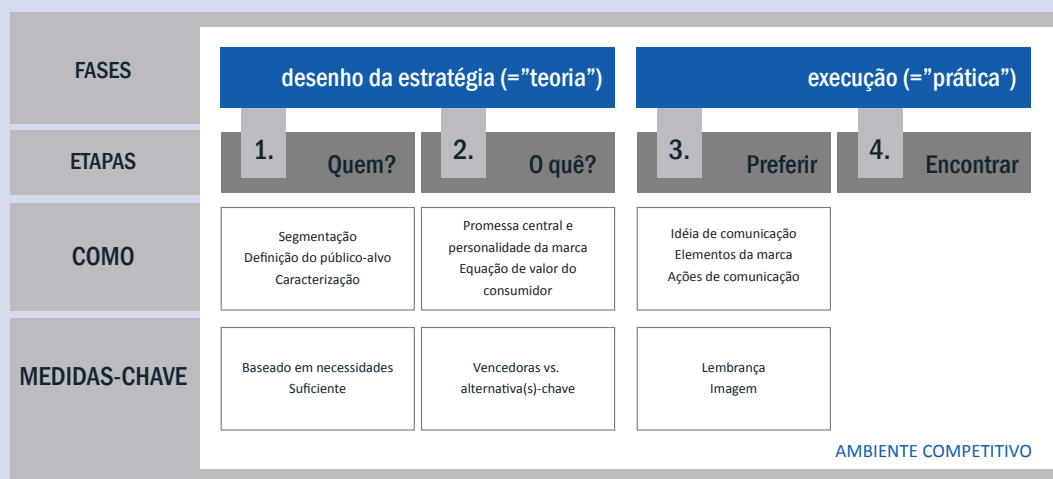 FASES
desenho da estratégia (=”teoria”)
execução (=”prática”)
ETAPAS
1.
Quem?
2.
O quê?
3.
Preferir
4.
Encontrar
COMO
Segmentação
Definição do público-alvo
Caracterização
Promessa central e
personalidade da marca
Equação de valor do
consumidor
Idéia de comunicação
Elementos da marca
Ações de comunicação
MEDIDAS-CHAVE
Baseado em necessidades
Suficiente
Vencedoras vs.
alternativa(s)-chave
Lembrança
Imagem
AMBIENTE COMPETITIVO